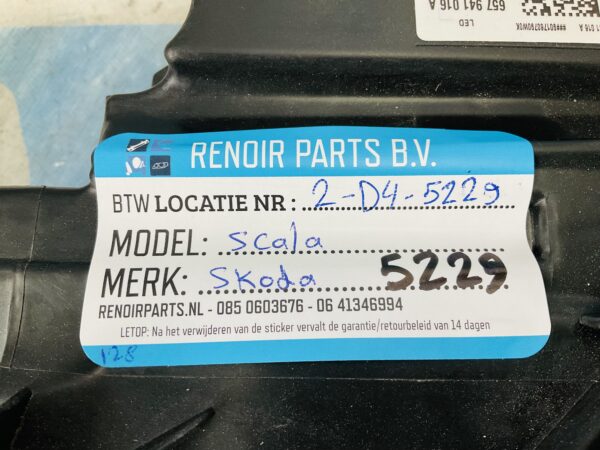 657 941 016 A
LED
RENOIR PARTS B.V.
BTW LOCATIE NR : 2-D4-5229
MODEL: Scala
MERK: Skoda 5229
RENOIRPARTS.NL - 085 0603676 - 06 41346994
LETOP: Na het verwijderen van de sticker vervalt de garantie/retourbeleid van 14 dagen
128